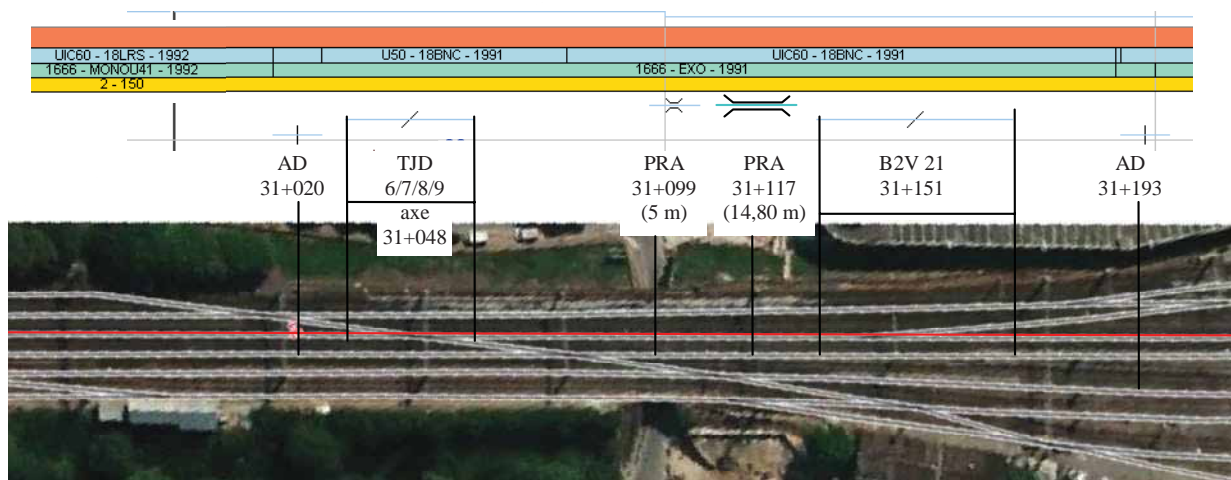 UIC60 - 18LRS - 1992
U50 - 18BNC - 1991
UIC60 - 18BNC - 1991
1666 - MONOU41 - 1992
1666 - EXO - 1991
2 - 150
AD
31+020
TJD
6/7/8/9
axe
31+048
PRA
31+099
(5 m)
PRA
31+117
(14,80 m)
B2V 21
31+151
AD
31+193